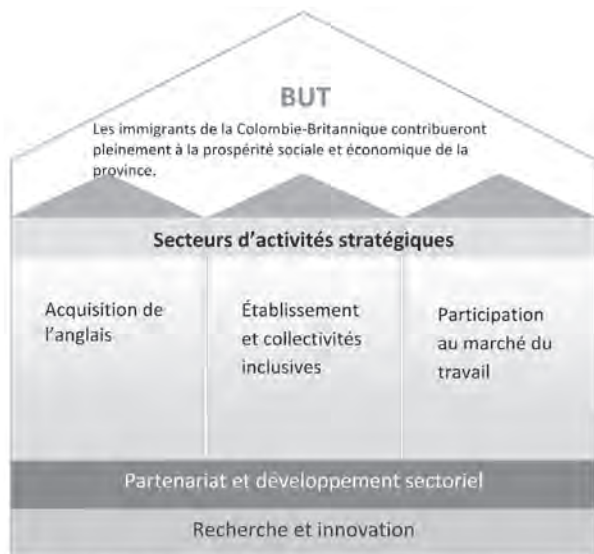 BUT
Les immigrants de la Colombie-Britannique contribueront
pleinement à la prospérité sociale et économique de la
province.
Secteurs d'activités stratégiques
Acquisition de
l'anglais
Établissement
et collectivités
inclusives
Participation
au marché du
travail
Partenariat et développement sectoriel
Recherche et innovation